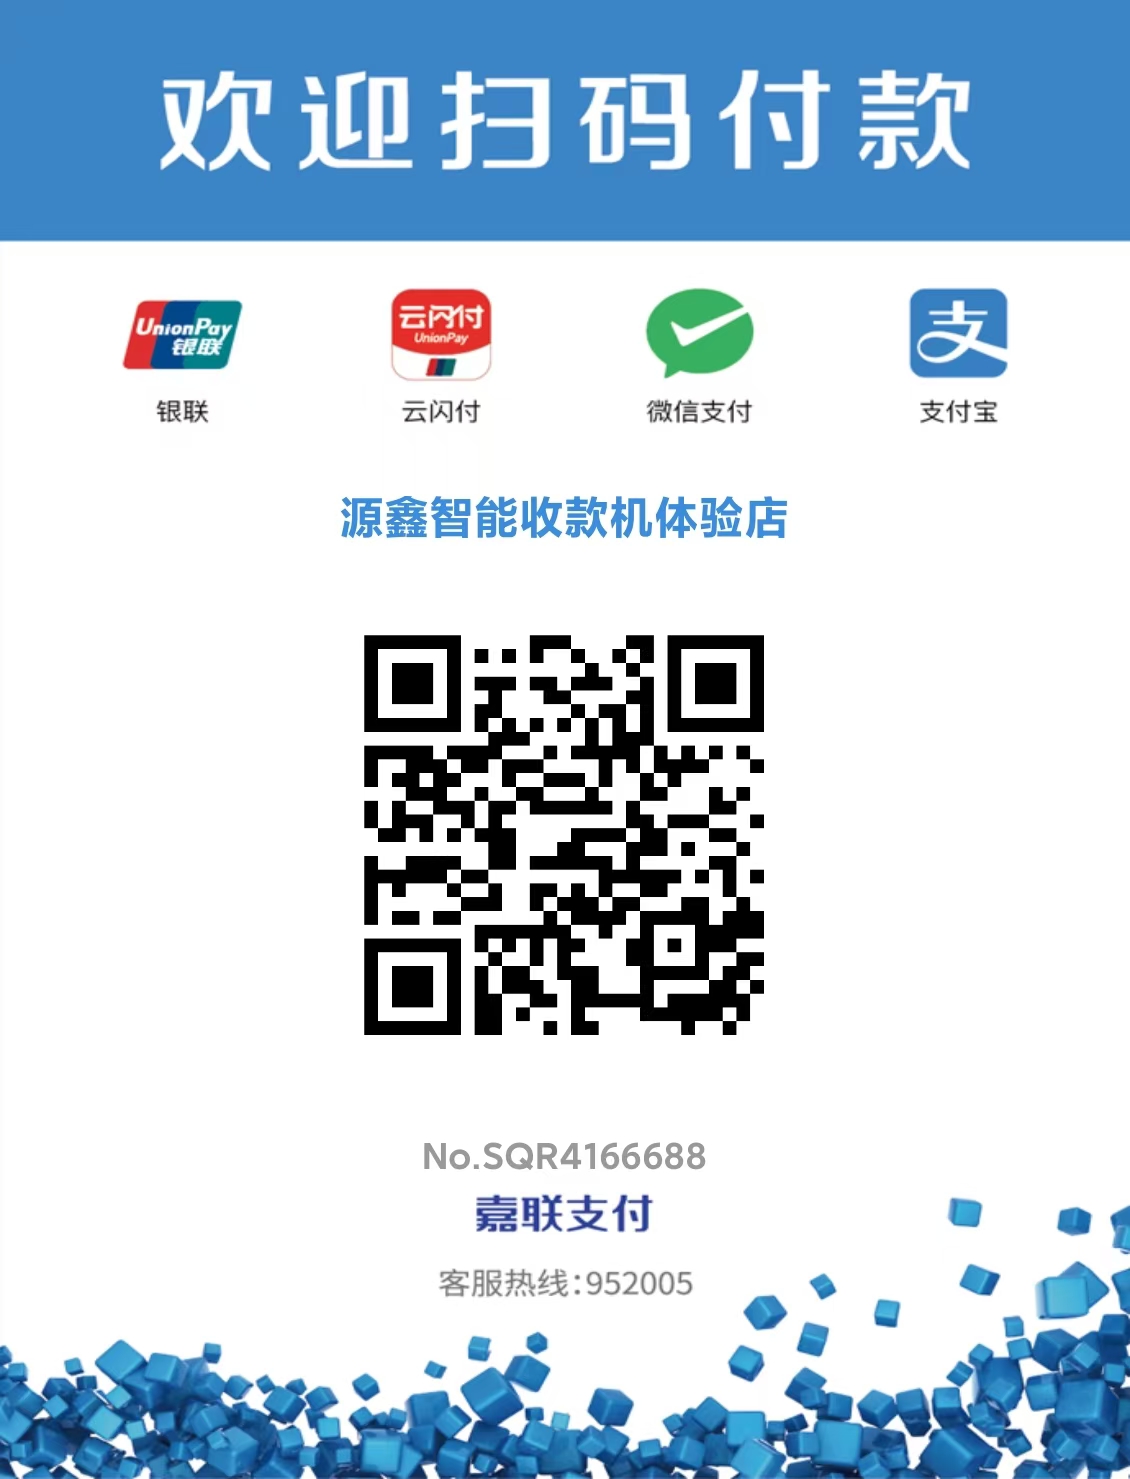 欢迎扫码付款
UnionPay 银联
云闪付 UnionPay
支
银联 云闪付 微信支付 支付宝
源鑫智能收款机体验店
No.SQR4166688
嘉联支付
客服热线:952005